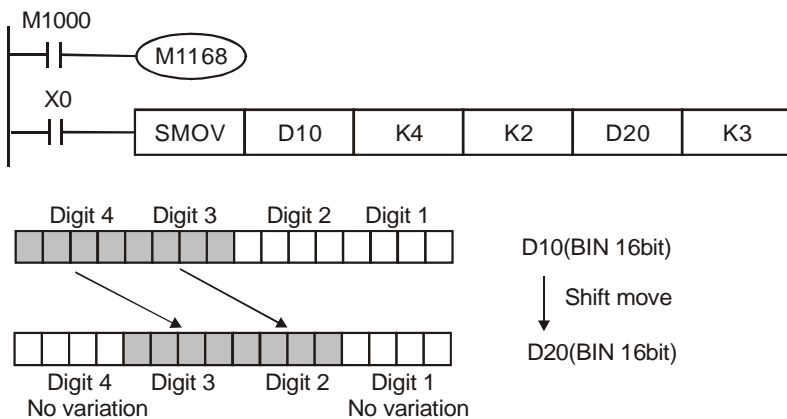 M1000
M1168
X0
SMOV D10 K4 K2 D20 K3
Digit 4 Digit 3 Digit 2 Digit 1
D10(BIN 16bit)
Shift move
D20(BIN 16bit)
Digit 4 Digit 3 Digit 2 Digit 1
No variation No variation